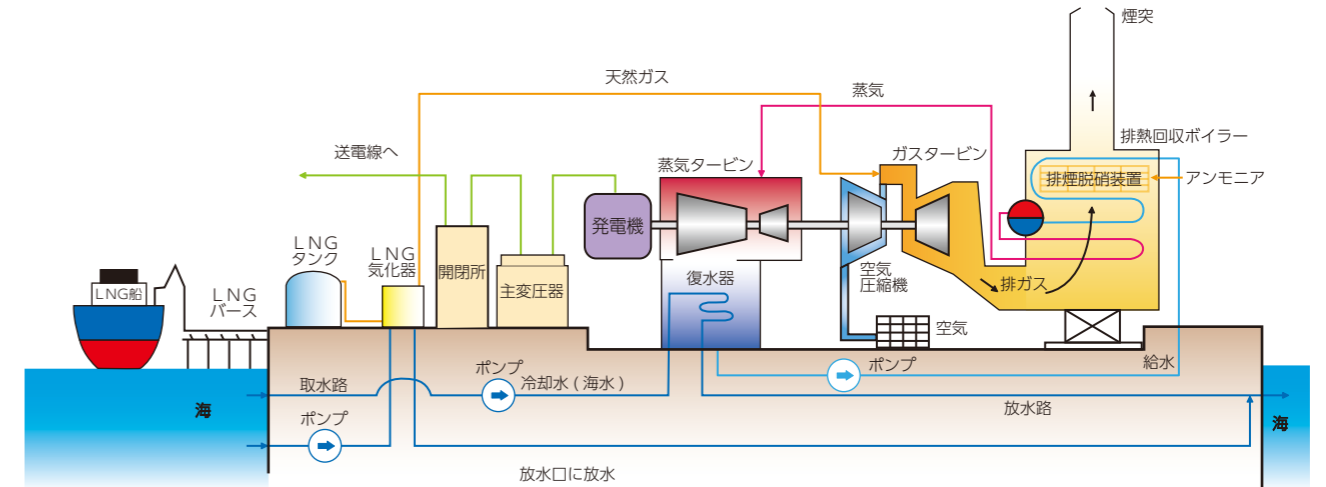 煙突
天然ガス
蒸気
排熱回収ボイラー
送電線へ
蒸気タービン
ガスタービン
排煙脱硝装置
アンモニア
発電機
LNG
タンク
LNG
気化器
開閉所
主変圧器
復水器
空気
圧縮機
排ガス
LNG船
LNG
バース
空気
ポンプ
給水
取水路
ポンプ
冷却水(海水)
放水路
海
ポンプ
海
放水口に放水